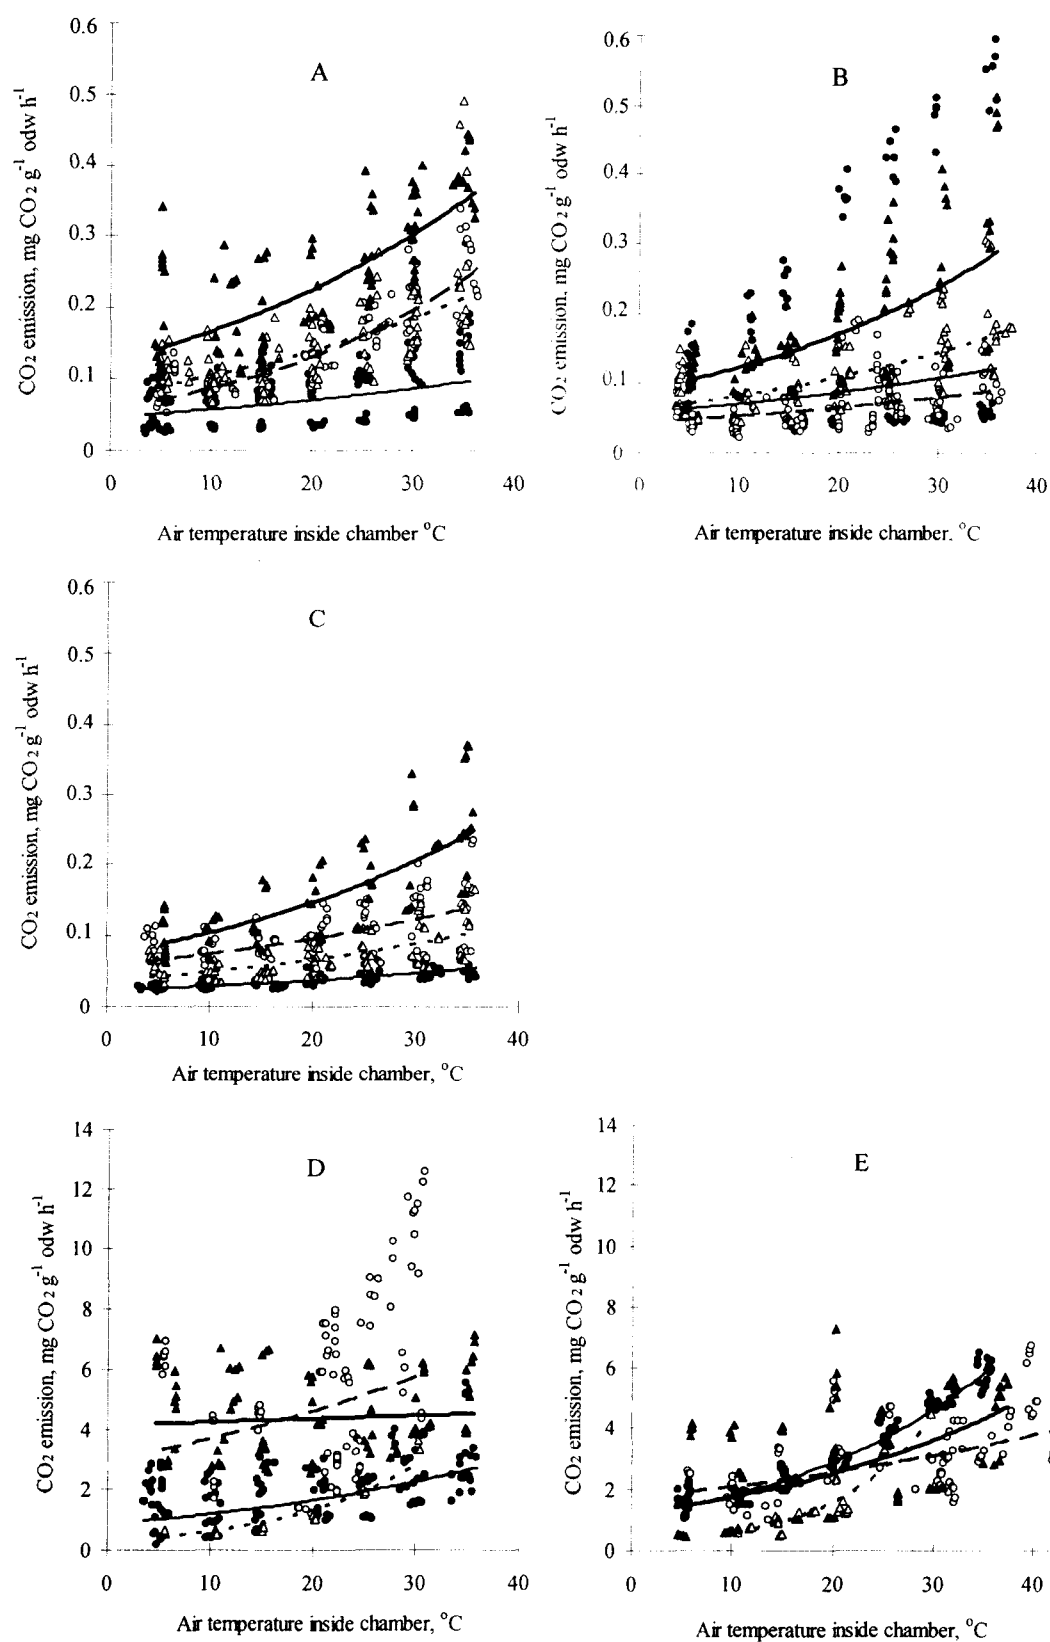 A
CO2 emission, mg CO2 g-1 odw h-1
0.6
0.5
0.4
0.3
0.2
0.1
0
0 10 20 30 40
Air temperature inside chamber °C
B
CO2 emission, mg CO2 g-1 odw h-1
0.6
0.5
0.4
0.3
0.2
0.1
0
0 10 20 30 40
Air temperature inside chamber. °C
C
CO2 emission, mg CO2 g-1 odw h-1
0.6
0.5
0.4
0.3
0.2
0.1
0
0 10 20 30 40
Air temperature inside chamber, °C
D
CO2 emission, mg CO2 g-1 odw h-1
14
12
10
8
6
4
2
0
0 10 20 30 40
Air temperature inside chamber, °C
E
CO2 emission, mg CO2 g-1 odw h-1
14
12
10
8
6
4
2
0
0 10 20 30 40
Air temperature inside chamber, °C